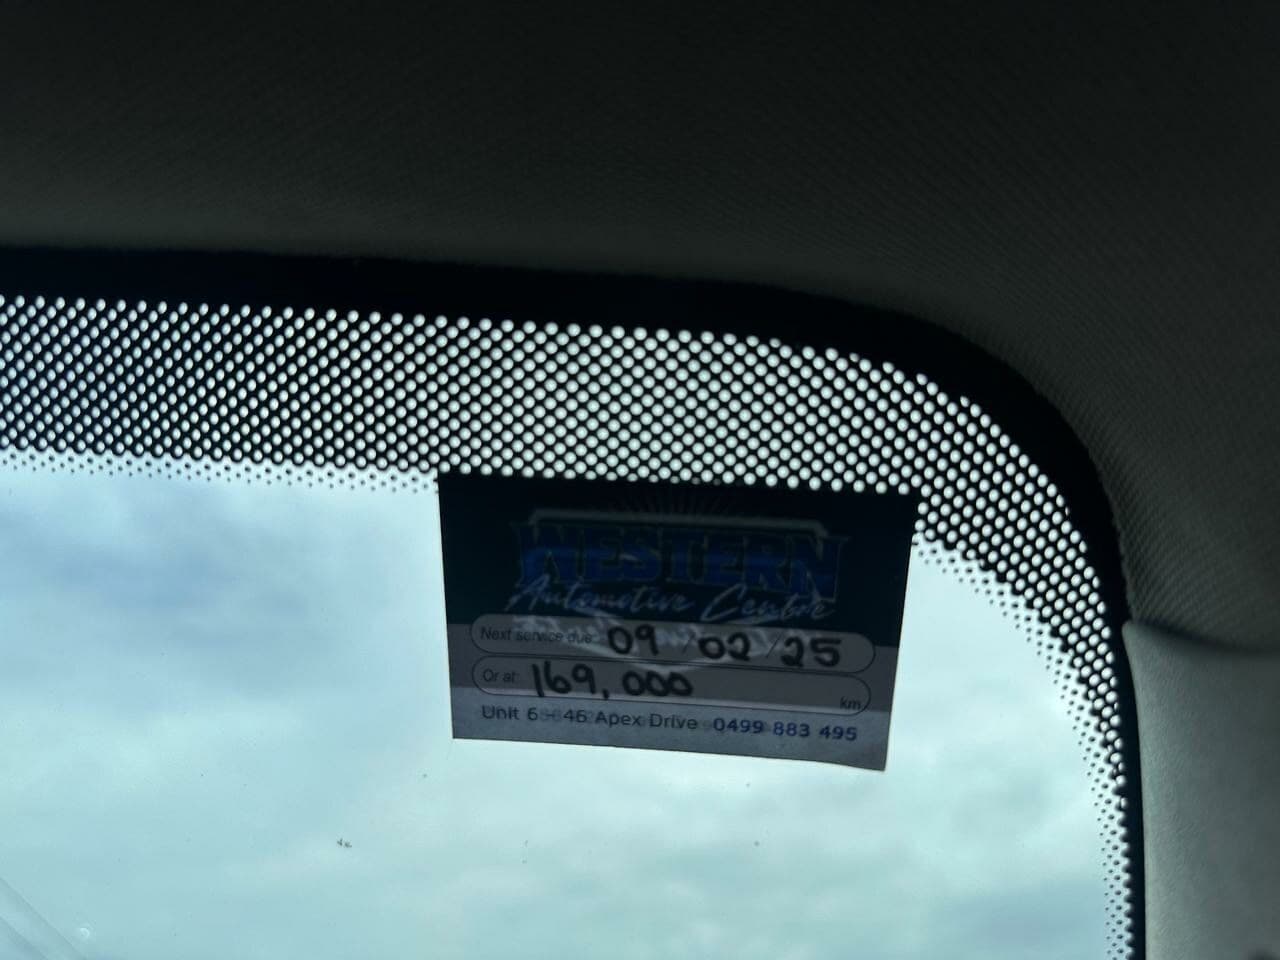 WESTERN
Automotive Centre
Next service due: 09 / 02 / 25
Or at: 169,000 km
Unit 6 46 Apex Drive 0499 883 495